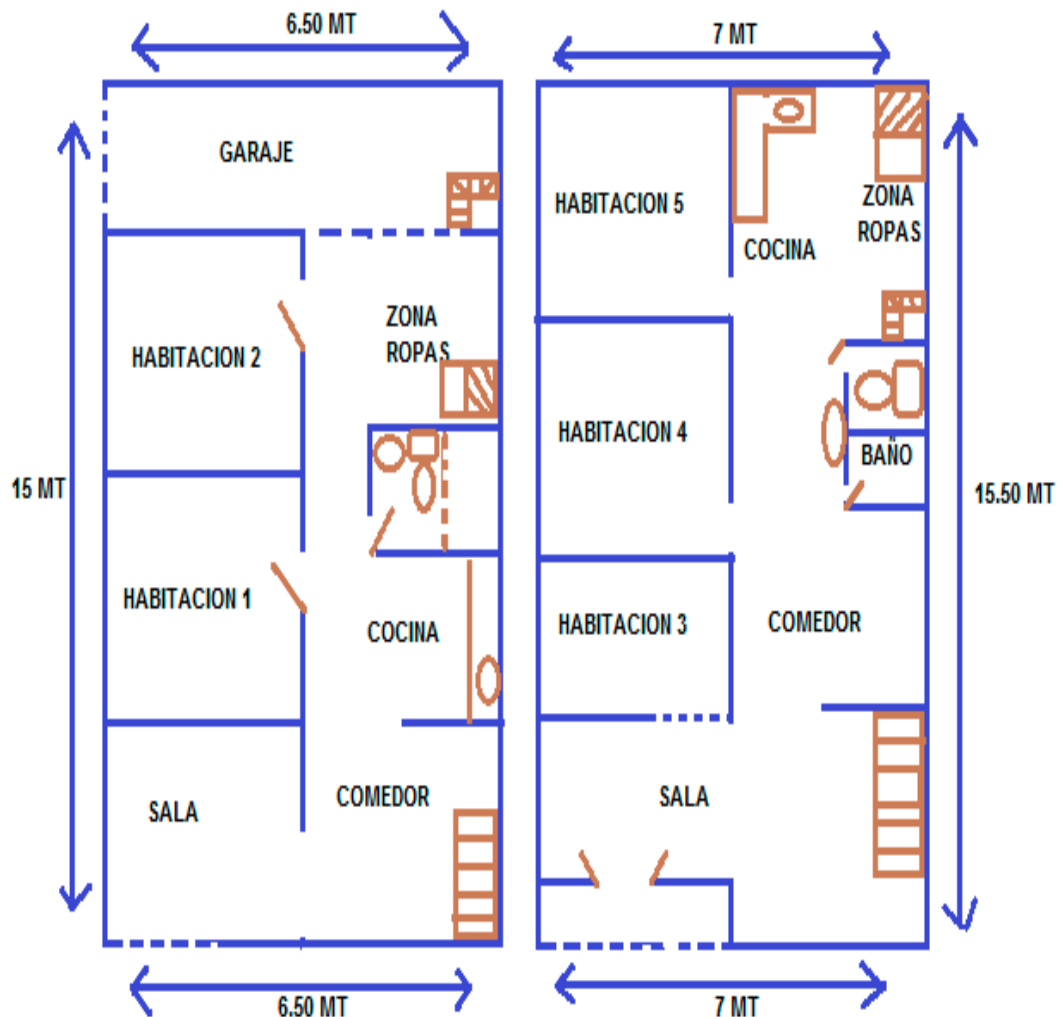 6.50 MT
GARAJE
ZONA
ROPAS
HABITACION 2
15 MT
HABITACION 1
COCINA
SALA
COMEDOR
6.50 MT
7 MT
HABITACION 5
ZONA
ROPAS
COCINA
HABITACION 4
BAÑO
15.50 MT
HABITACION 3
COMEDOR
SALA
7 MT